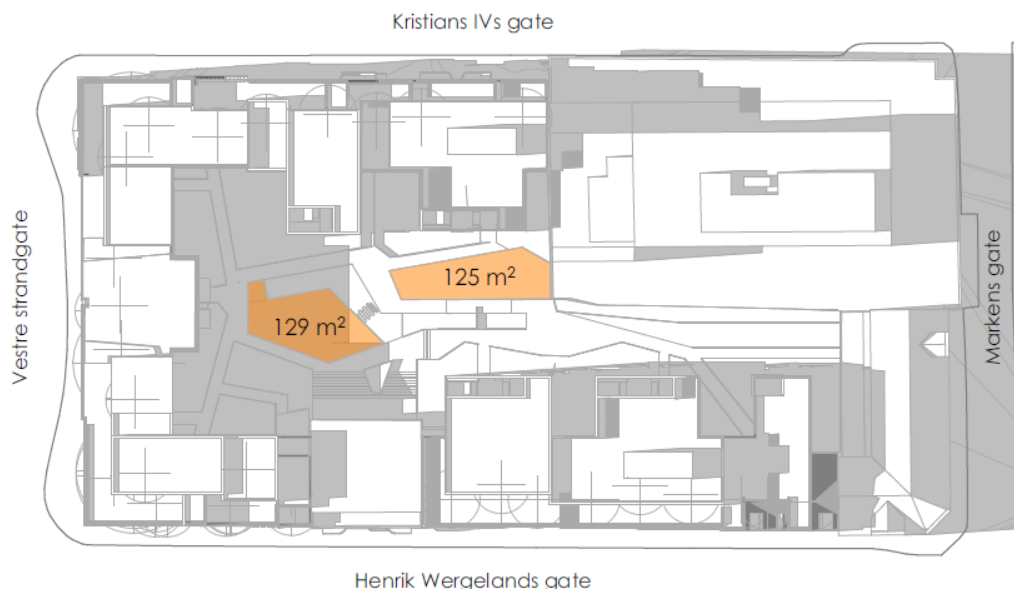 Kristians IVs gate
Vestre strandgate
125 m²
129 m²
Markens gate
Henrik Wergelands gate